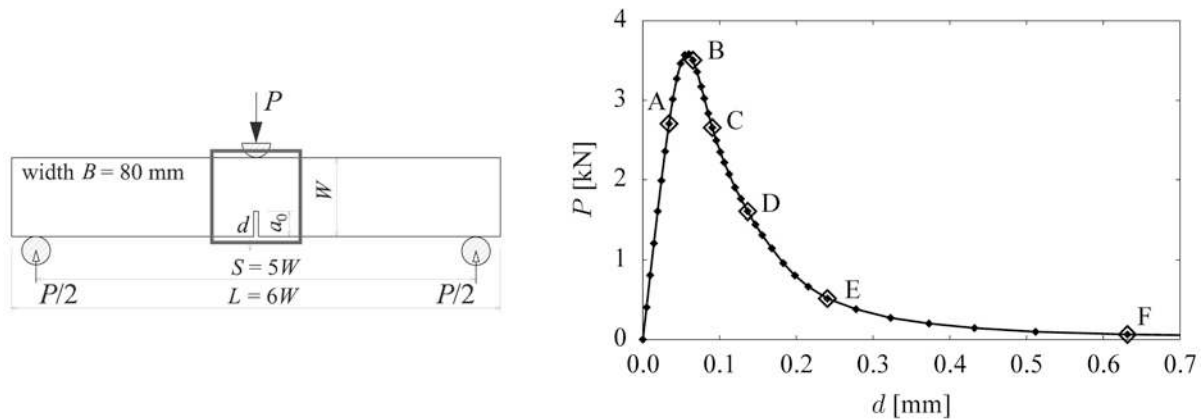 P
width B = 80 mm
W
d
a₀
S = 5W
P/2
P/2
L = 6W
4
3
2
1
0
P [kN]
A
B
C
D
E
F
0.0 0.1 0.2 0.3 0.4 0.5 0.6 0.7
d [mm]